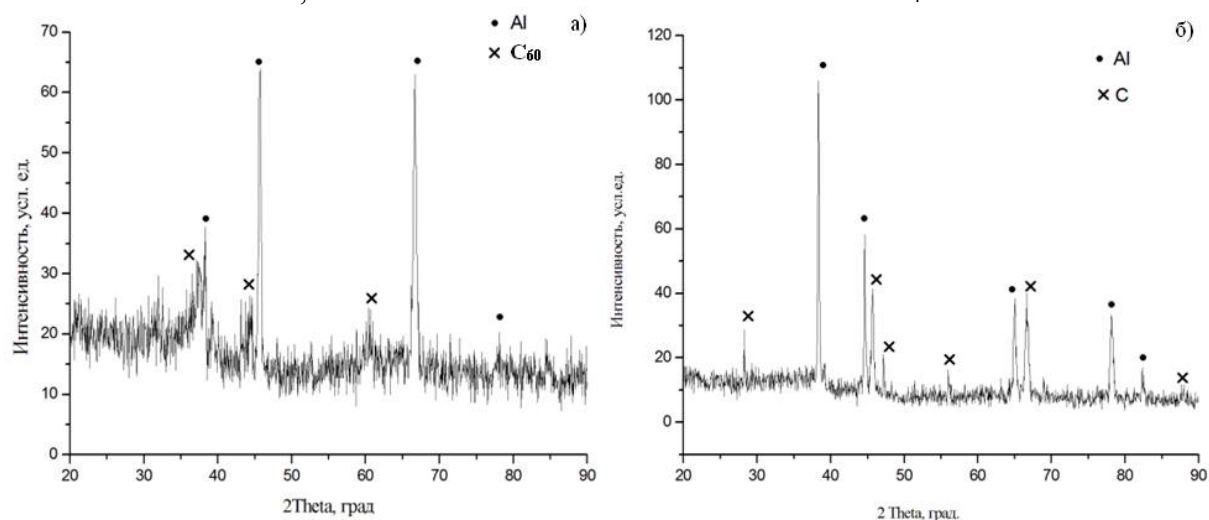 а)
• Al
× C60
70
60
50
40
30
20
10
0
Интенсивность, усл. ед.
20 30 40 50 60 70 80 90
2Theta, град
б)
• Al
× C
120
100
80
60
40
20
0
Интенсивность, усл.ед.
20 30 40 50 60 70 80 90
2 Theta, град.